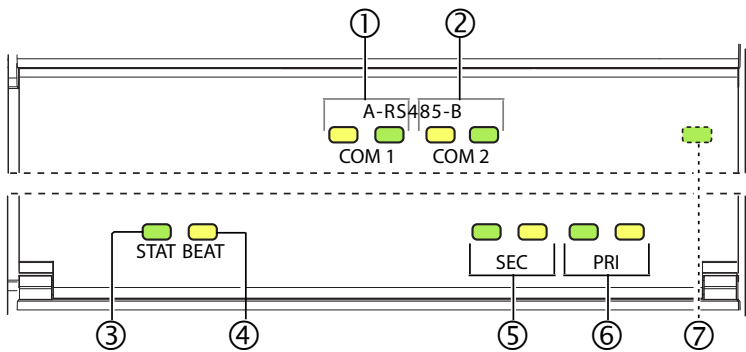 ① ②
A-RS485-B
COM 1 COM 2
STAT BEAT
SEC PRI
③ ④ ⑤ ⑥ ⑦